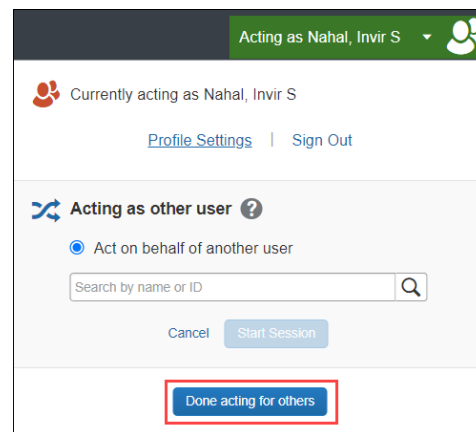 Acting as Nahal, Invir S
Currently acting as Nahal, Invir S
Profile Settings | Sign Out
Acting as other user ?
Act on behalf of another user
Search by name or ID
Cancel Start Session
Done acting for others